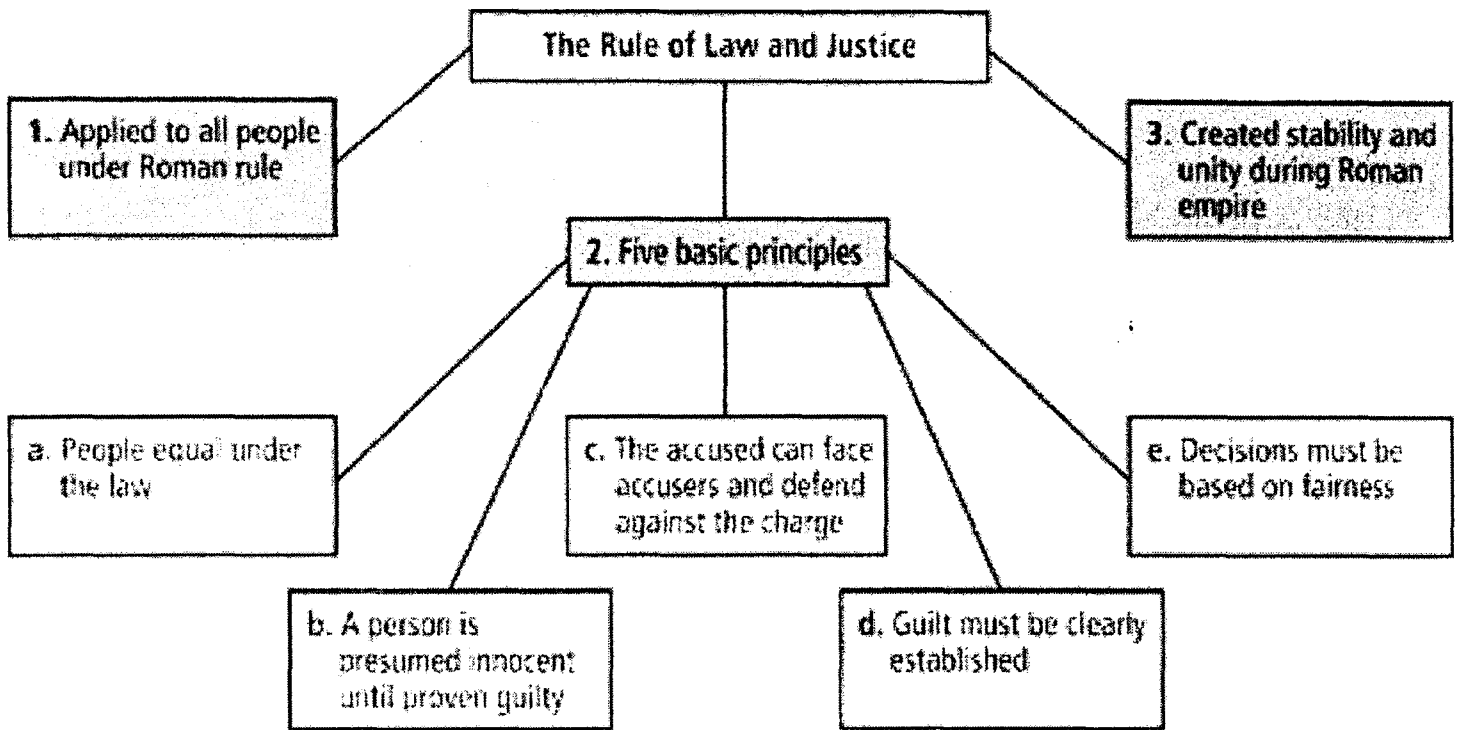 The Rule of Law and Justice
1. Applied to all people
under Roman rule
3. Created stability and
unity during Roman
empire
2. Five basic principles
a. People equal under
the law
c. The accused can face
accusers and defend
against the charge
e. Decisions must be
based on fairness
b. A person is
presumed innocent
until proven guilty
d. Guilt must be clearly
established